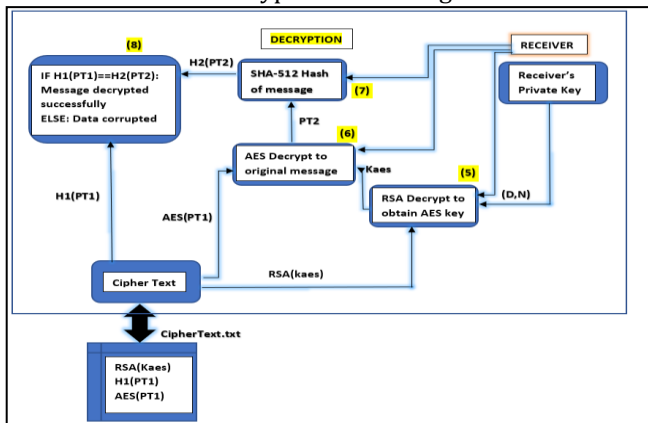 (8)
DECRYPTION
RECEIVER
H2(PT2)
IF H1(PT1)==H2(PT2):
Message decrypted
successfully
ELSE: Data corrupted
SHA-512 Hash
of message
(7)
Receiver's
Private Key
PT2
(6)
AES Decrypt to
original message
Kaes
(5)
RSA Decrypt to
obtain AES key
(D,N)
H1(PT1)
AES(PT1)
RSA(kaes)
Cipher Text
CipherText.txt
RSA(Kaes)
H1(PT1)
AES(PT1)